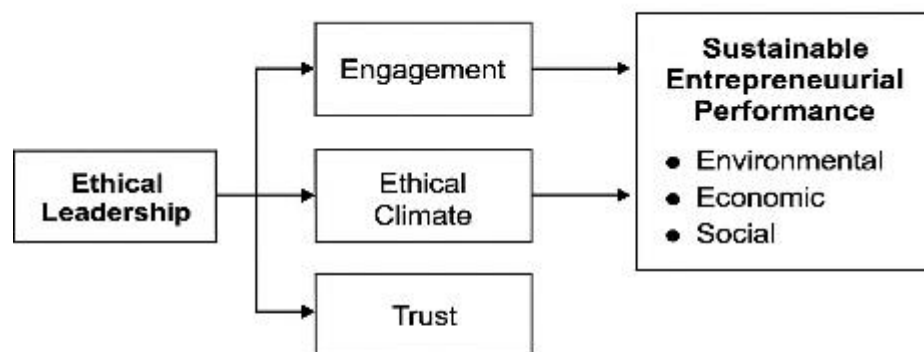 Ethical
Leadership
Engagement
Ethical
Climate
Trust
Sustainable
Entrepreneuurial
Performance
● Environmental
● Economic
● Social